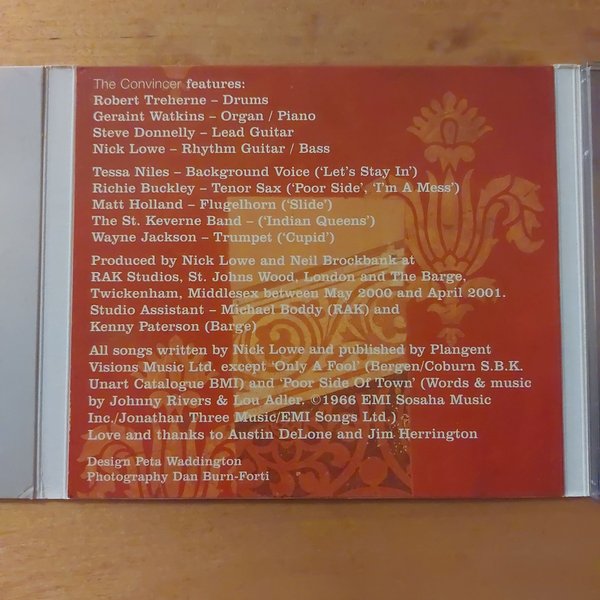 The Convincer features:
Robert Treherne – Drums
Geraint Watkins – Organ / Piano
Steve Donnelly – Lead Guitar
Nick Lowe – Rhythm Guitar / Bass
Tessa Niles – Background Voice ('Let's Stay In')
Richie Buckley – Tenor Sax ('Poor Side', 'I'm A Mess')
Matt Holland – Flugelhorn ('Slide')
The St. Keverne Band – ('Indian Queens')
Wayne Jackson – Trumpet ('Cupid')
Produced by Nick Lowe and Neil Brockbank at
RAK Studios, St. Johns Wood, London and The Barge,
Twickenham, Middlesex between May 2000 and April 2001.
Studio Assistant – Michael Boddy (RAK) and
Kenny Paterson (Barge)
All songs written by Nick Lowe and published by Plangent
Visions Music Ltd. except 'Only A Fool' (Bergen/Coburn S.B.K.
Unart Catalogue BMI) and 'Poor Side Of Town' (Words & music
by Johnny Rivers & Lou Adler, ©1966 EMI Sosaha Music
Inc./Jonathan Three Music/EMI Songs Ltd.)
Love and thanks to Austin DeLone and Jim Herrington
Design Peta Waddington
Photography Dan Burn-Forti